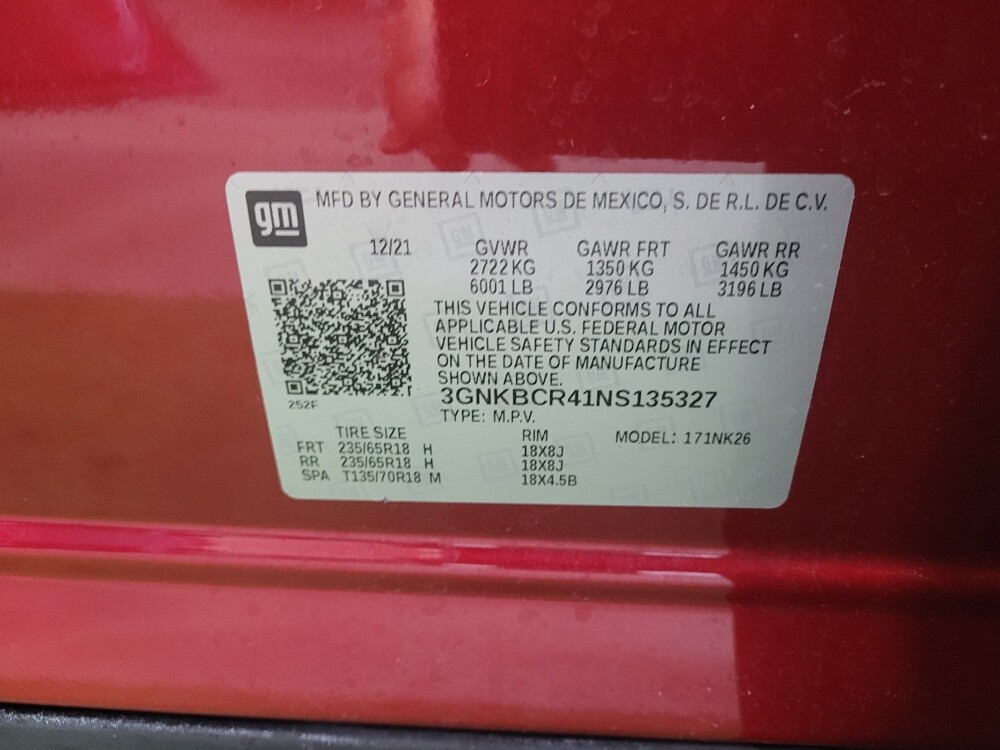 gm
MFD BY GENERAL MOTORS DE MEXICO, S. DE R.L. DE C.V.
12/21 GVWR GAWR FRT GAWR RR
2722 KG 1350 KG 1450 KG
6001 LB 2976 LB 3196 LB
THIS VEHICLE CONFORMS TO ALL
APPLICABLE U.S. FEDERAL MOTOR
VEHICLE SAFETY STANDARDS IN EFFECT
ON THE DATE OF MANUFACTURE
SHOWN ABOVE.
3GNKBCR41NS135327
252F
TYPE: M.P.V.
TIRE SIZE RIM MODEL: 171NK26
FRT 235/65R18 H 18X8J
RR 235/65R18 H 18X8J
SPA T135/70R18 M 18X4.5B